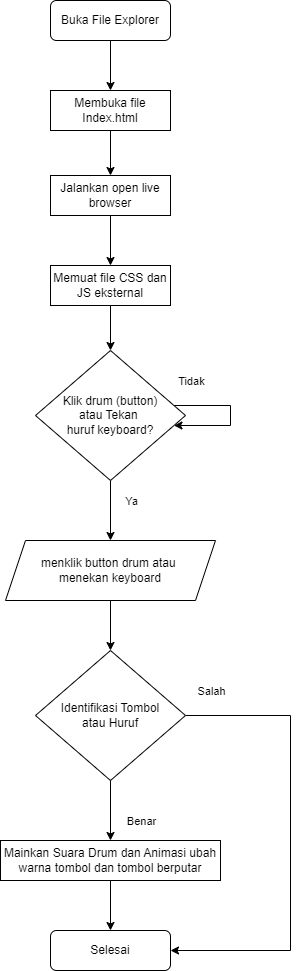 Buka File Explorer
Membuka file
Index.html
Jalankan open live
browser
Memuat file CSS dan
JS eksternal
Klik drum (button)
atau Tekan
huruf keyboard?
Tidak
Ya
menklik button drum atau
menekan keyboard
Identifikasi Tombol
atau Huruf
Salah
Benar
Mainkan Suara Drum dan Animasi ubah
warna tombol dan tombol berputar
Selesai